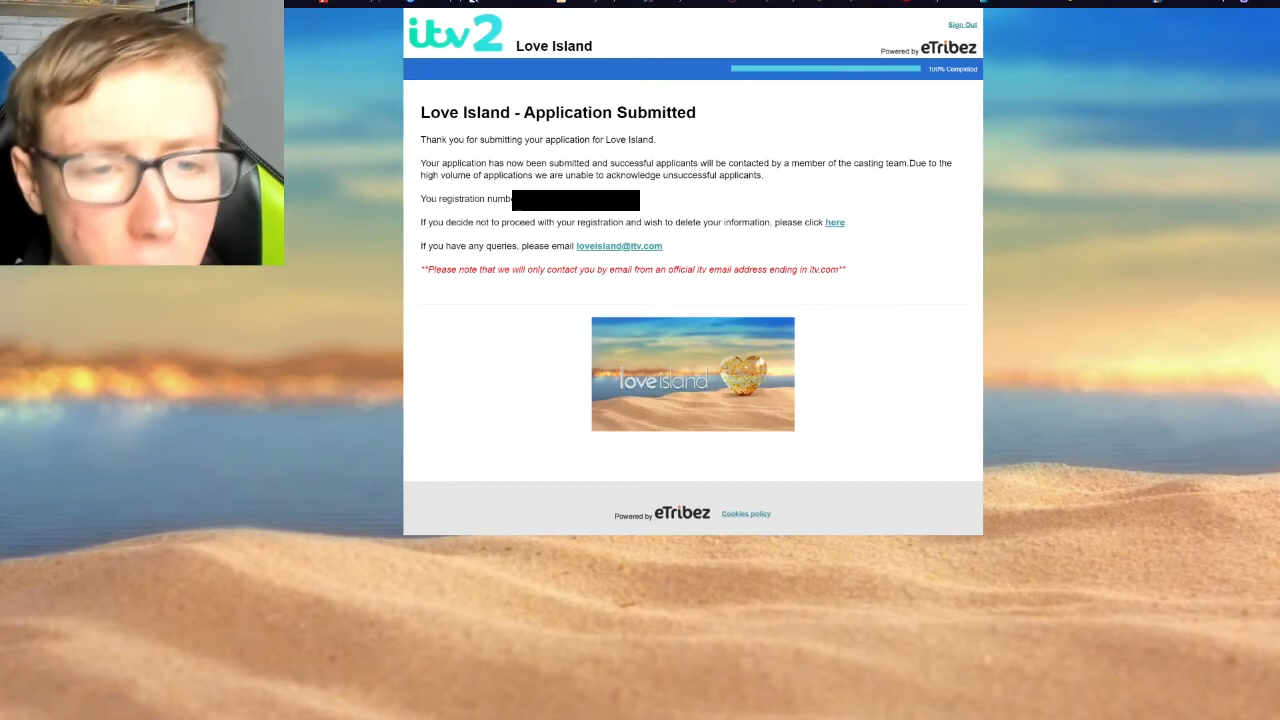 itv2
Love Island
Sign Out
Powered by eTribez
100% Completed
Love Island - Application Submitted
Thank you for submitting your application for Love Island.
Your application has now been submitted and successful applicants will be contacted by a member of the casting team.Due to the
high volume of applications we are unable to acknowledge unsuccessful applicants.
You registration numbe
If you decide not to proceed with your registration and wish to delete your information, please click here.
If you have any queries, please email loveisland@itv.com
**Please note that we will only contact you by email from an official itv email address ending in itv.com**
loveisland
Powered by eTribez
Cookies policy